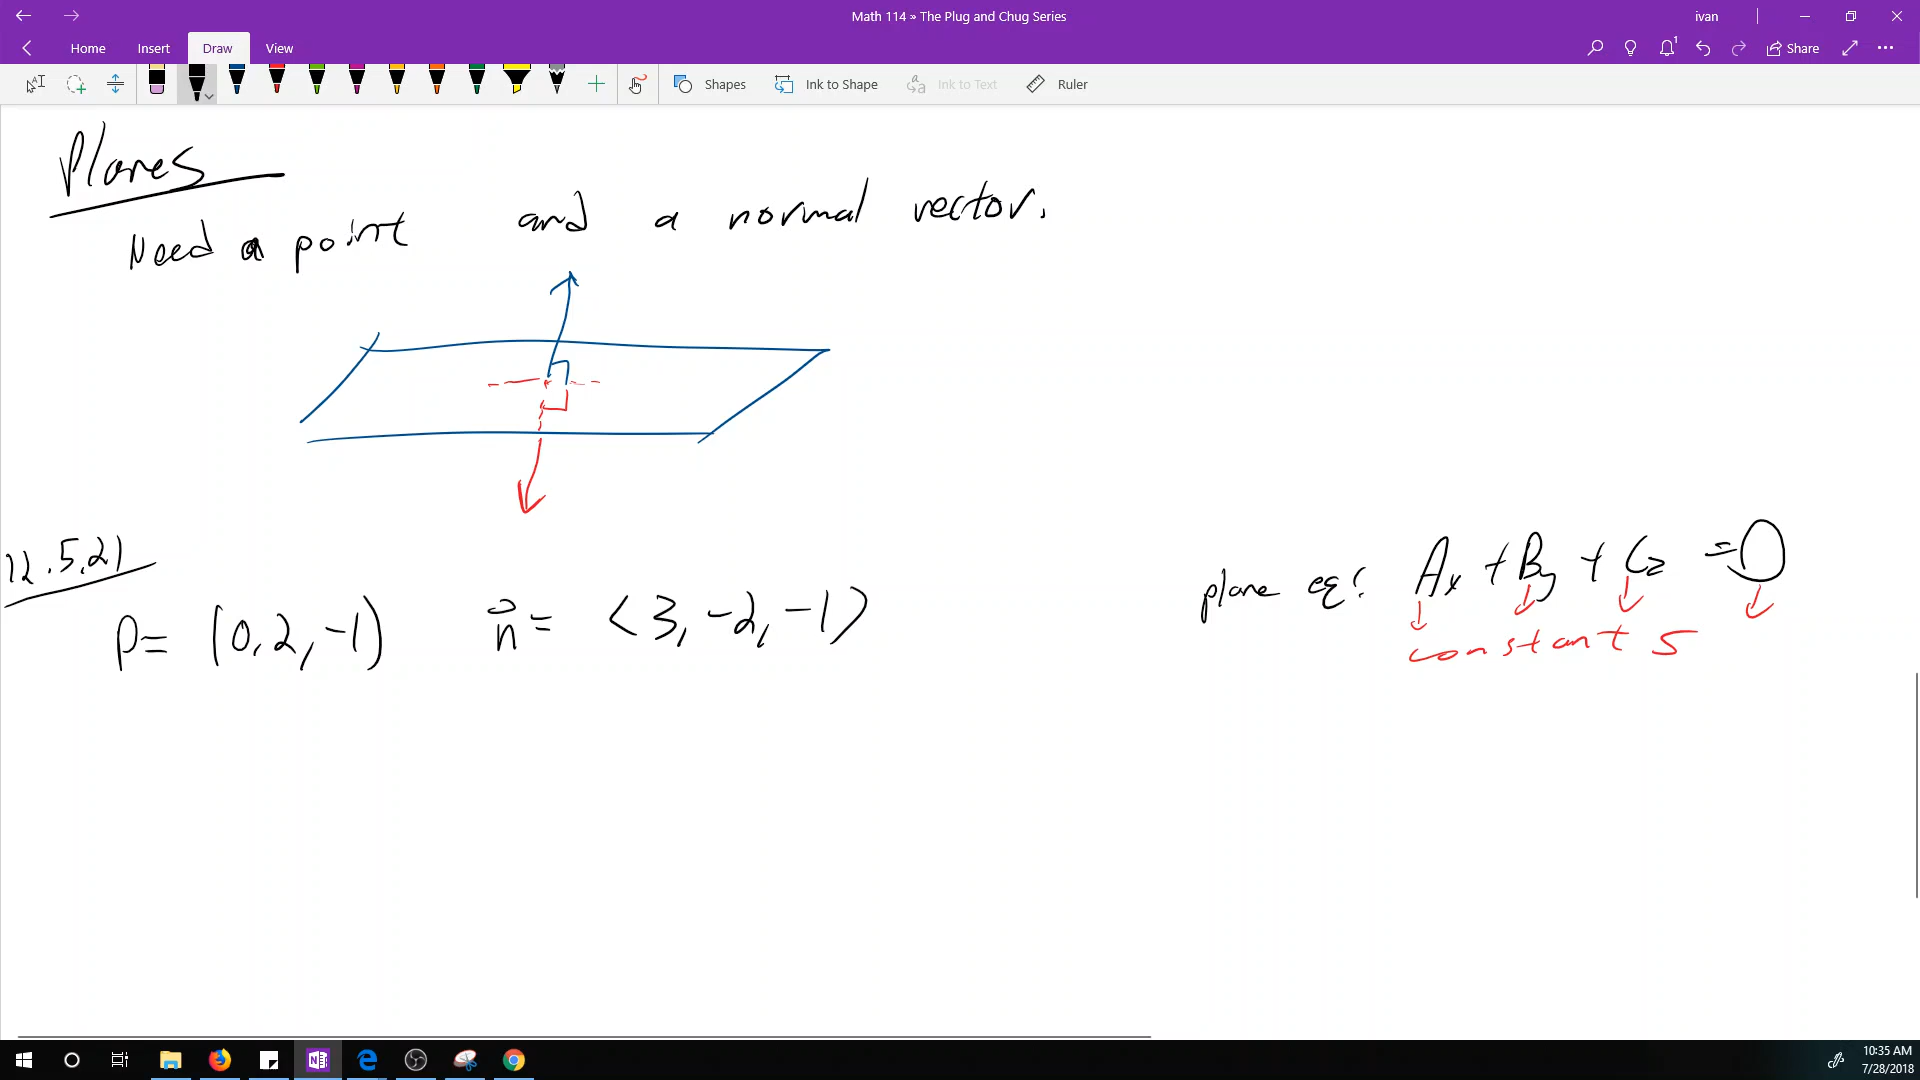 Math 114 » The Plug and Chug Series
ivan
Home Insert Draw View
1
Share
Shapes
Ink to Shape
Ink to Text
Ruler
Planes
Need a point and a normal vector.
12.5.21
P= (0,2,-1) n = <3,-2,-1>
plane eq: Ax + By + Cz = D
constants
10:35 AM
7/28/2018